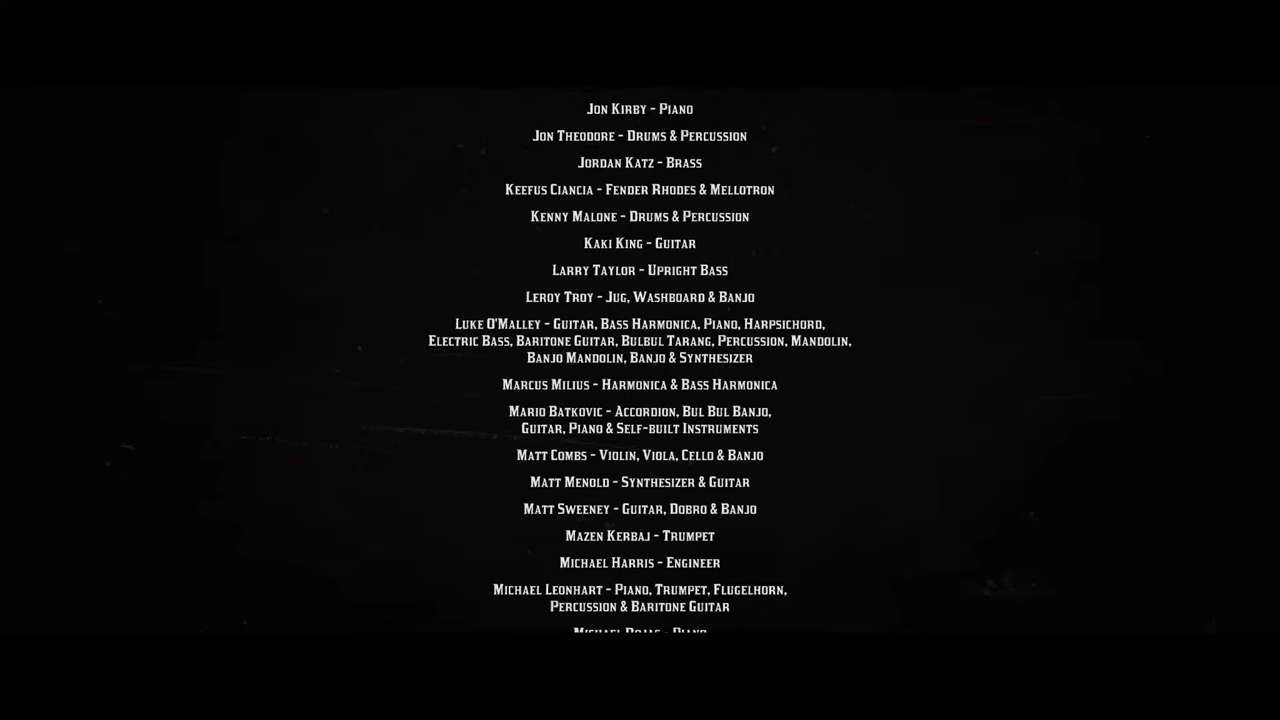 Jon Kirby – Piano
Jon Theodore – Drums & Percussion
Jordan Katz – Brass
Keefus Ciancia – Fender Rhodes & Mellotron
Kenny Malone – Drums & Percussion
Kaki King – Guitar
Larry Taylor – Upright Bass
Leroy Troy – Jug, Washboard & Banjo
Luke O'Malley – Guitar, Bass Harmonica, Piano, Harpsichord,
Electric Bass, Baritone Guitar, Bulbul Tarang, Percussion, Mandolin,
Banjo Mandolin, Banjo & Synthesizer
Marcus Milius – Harmonica & Bass Harmonica
Mario Batkovic – Accordion, Bul Bul Banjo,
Guitar, Piano & Self-built Instruments
Matt Combs – Violin, Viola, Cello & Banjo
Matt Menold – Synthesizer & Guitar
Matt Sweeney – Guitar, Dobro & Banjo
Mazen Kerbaj – Trumpet
Michael Harris – Engineer
Michael Leonhart – Piano, Trumpet, Flugelhorn,
Percussion & Baritone Guitar
Michael Rojas – Piano